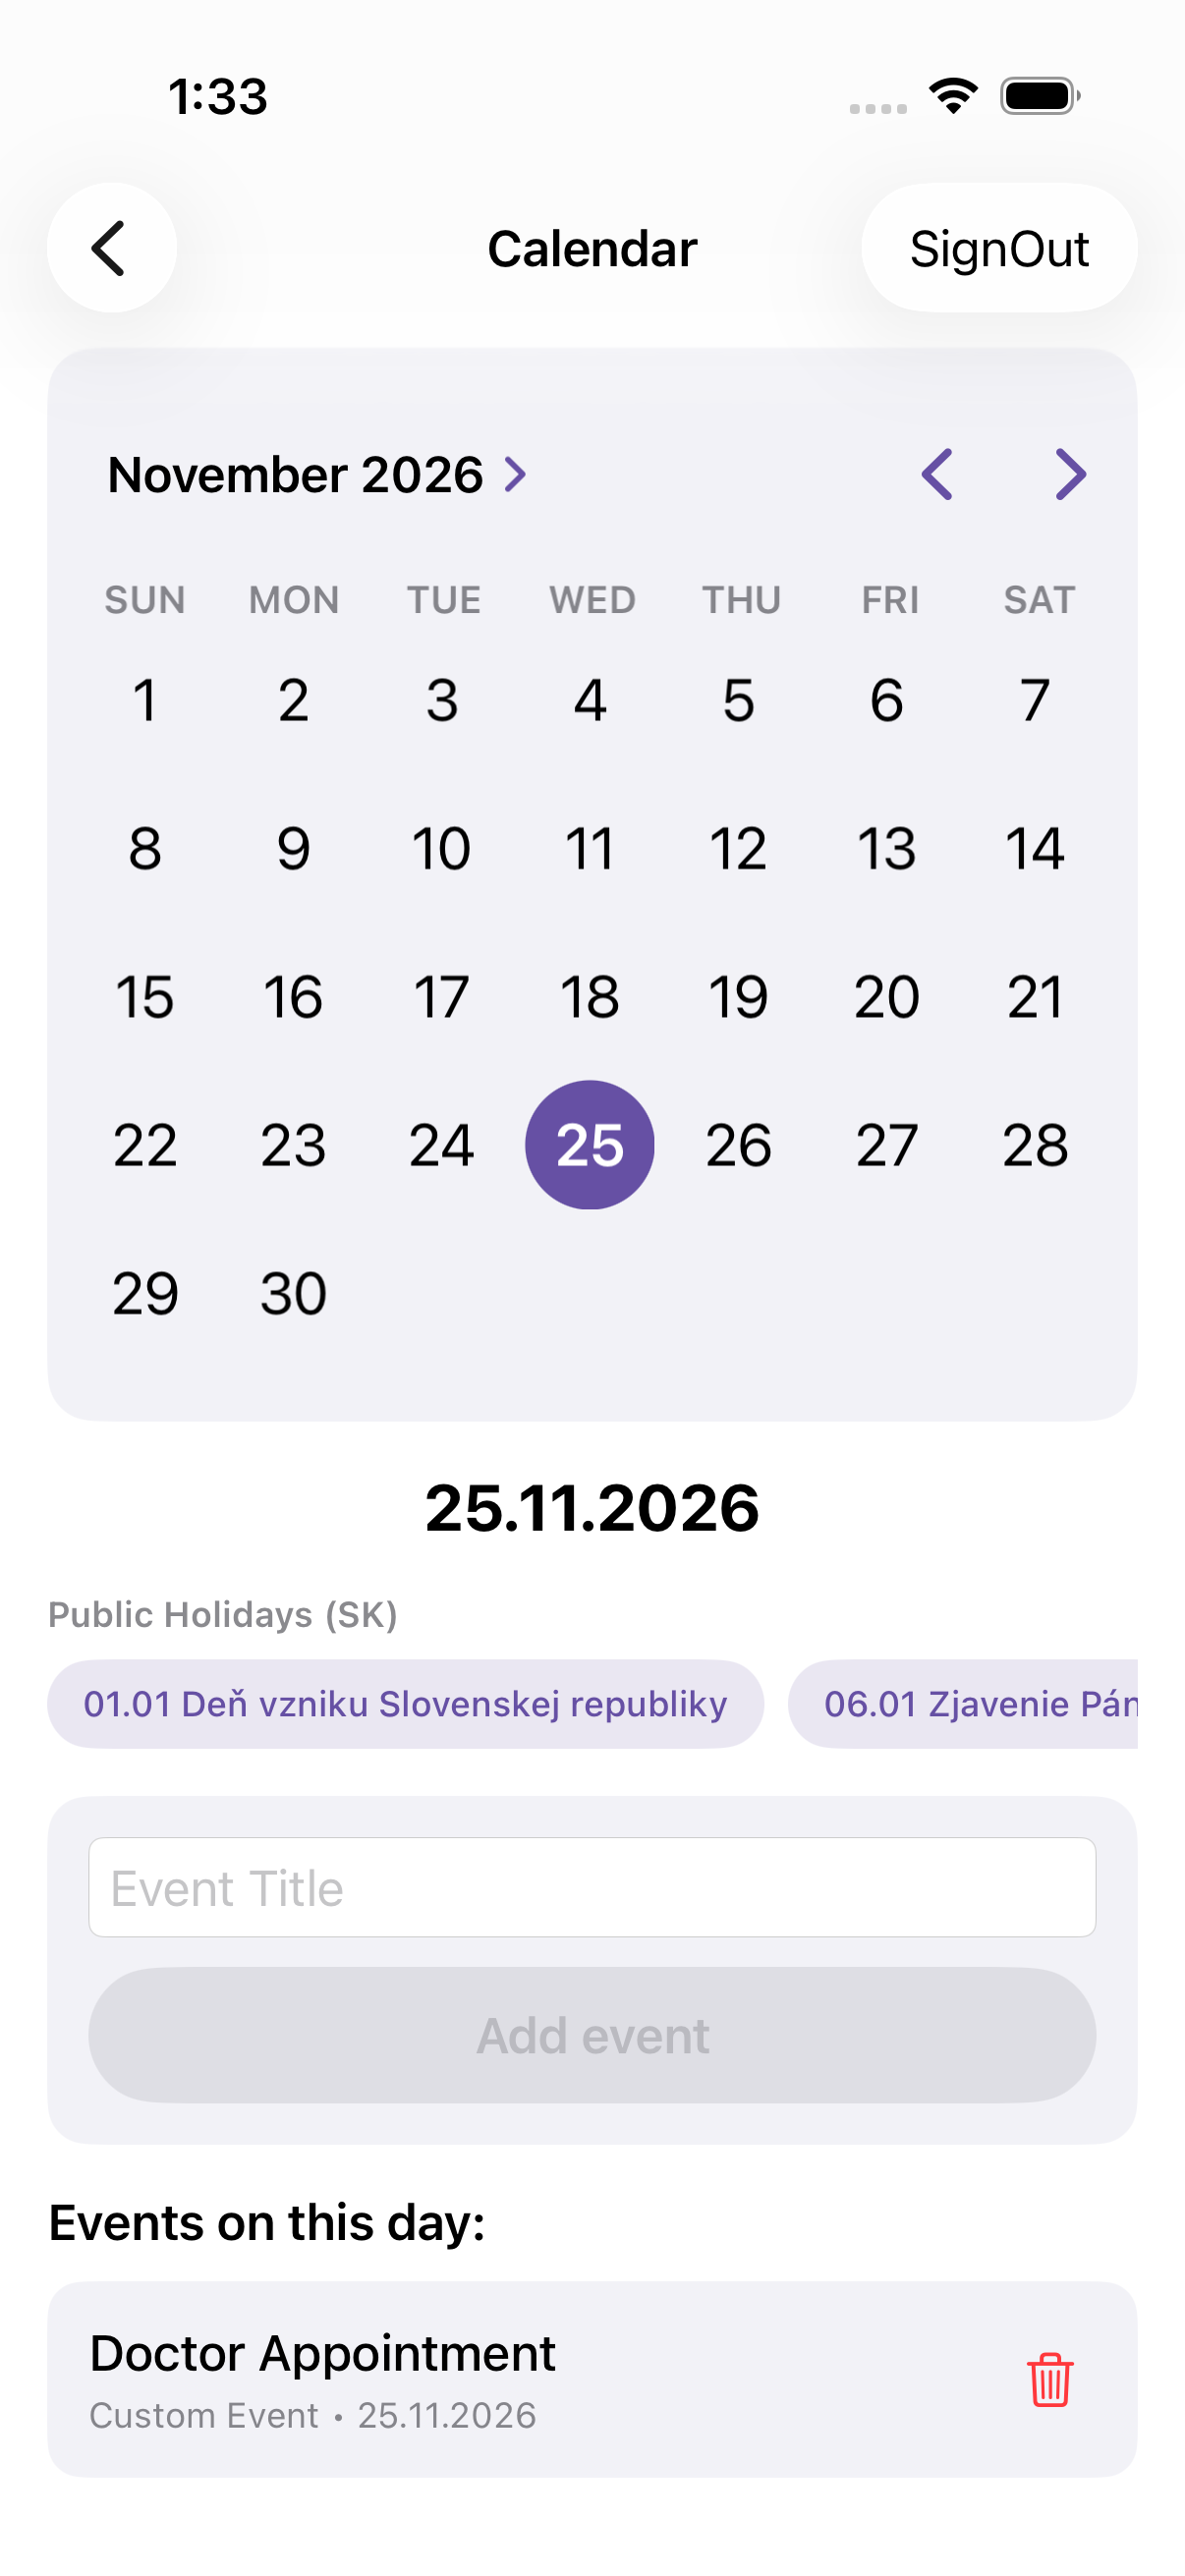 1:33
Calendar
SignOut
November 2026
SUN MON TUE WED THU FRI SAT
1 2 3 4 5 6 7
8 9 10 11 12 13 14
15 16 17 18 19 20 21
22 23 24 25 26 27 28
29 30
25.11.2026
Public Holidays (SK)
01.01 Deň vzniku Slovenskej republiky
06.01 Zjavenie Pán
Event Title
Add event
Events on this day:
Doctor Appointment
Custom Event • 25.11.2026